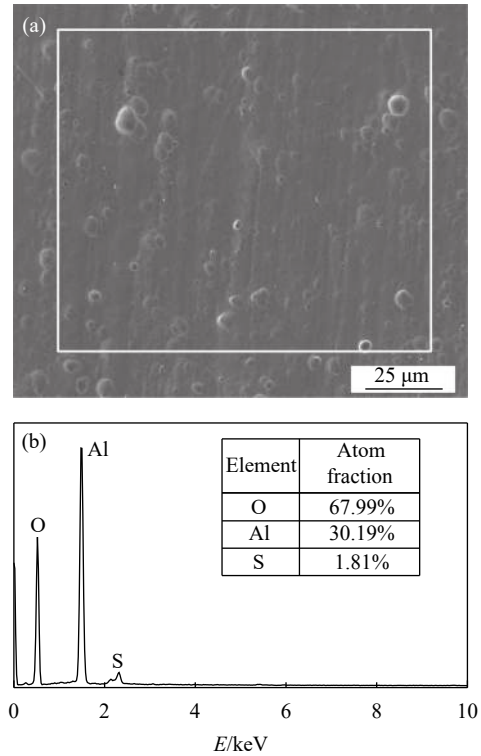 (a)
25 μm
(b)
Al
O
S
Element Atom fraction
O 67.99%
Al 30.19%
S 1.81%
0 2 4 6 8 10
E/keV